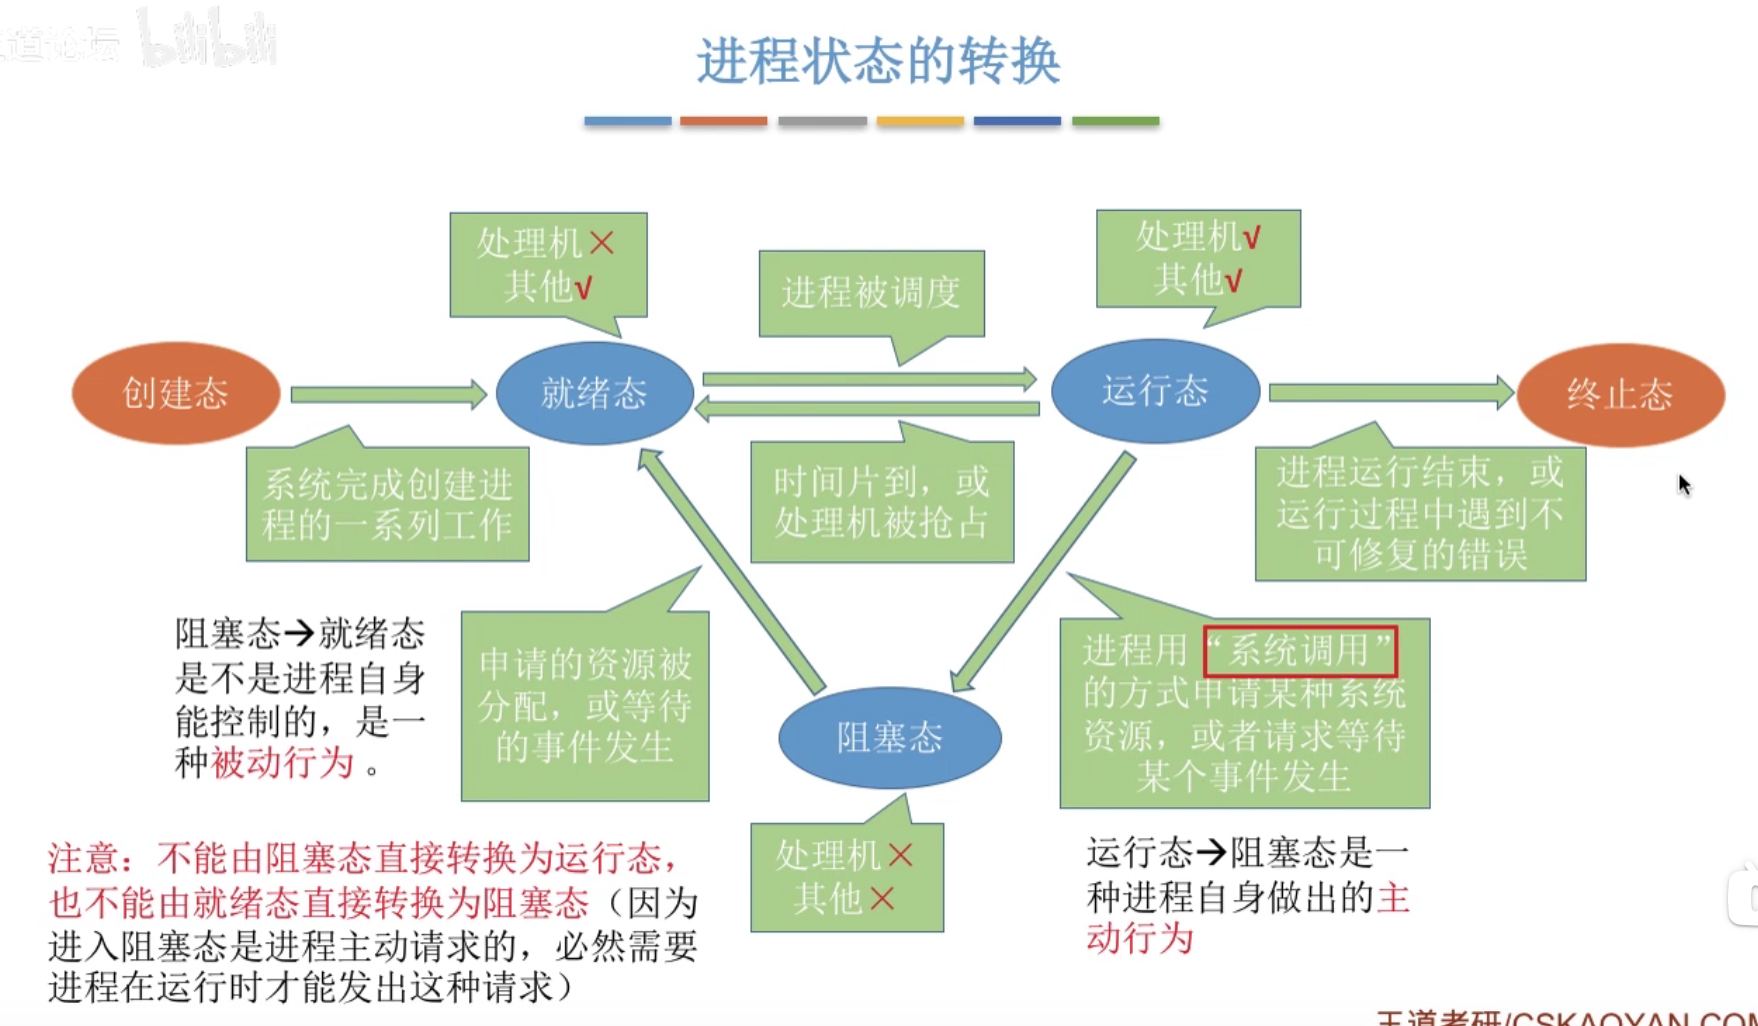 道论坛 bilibili
进程状态的转换
处理机×
其他√
进程被调度
处理机√
其他√
创建态
就绪态
运行态
终止态
系统完成创建进
程的一系列工作
时间片到，或
处理机被抢占
进程运行结束，或
运行过程中遇到不
可修复的错误
阻塞态→就绪态
是不是进程自身
能控制的，是一
种被动行为。
申请的资源被
分配，或等待
的事件发生
进程用“系统调用”
的方式申请某种系统
资源，或者请求等待
某个事件发生
阻塞态
处理机×
其他×
运行态→阻塞态是一
种进程自身做出的主
动行为
注意：不能由阻塞态直接转换为运行态，
也不能由就绪态直接转换为阻塞态（因为
进入阻塞态是进程主动请求的，必然需要
进程在运行时才能发出这种请求）
王道考研/CSKAOYAN.COM